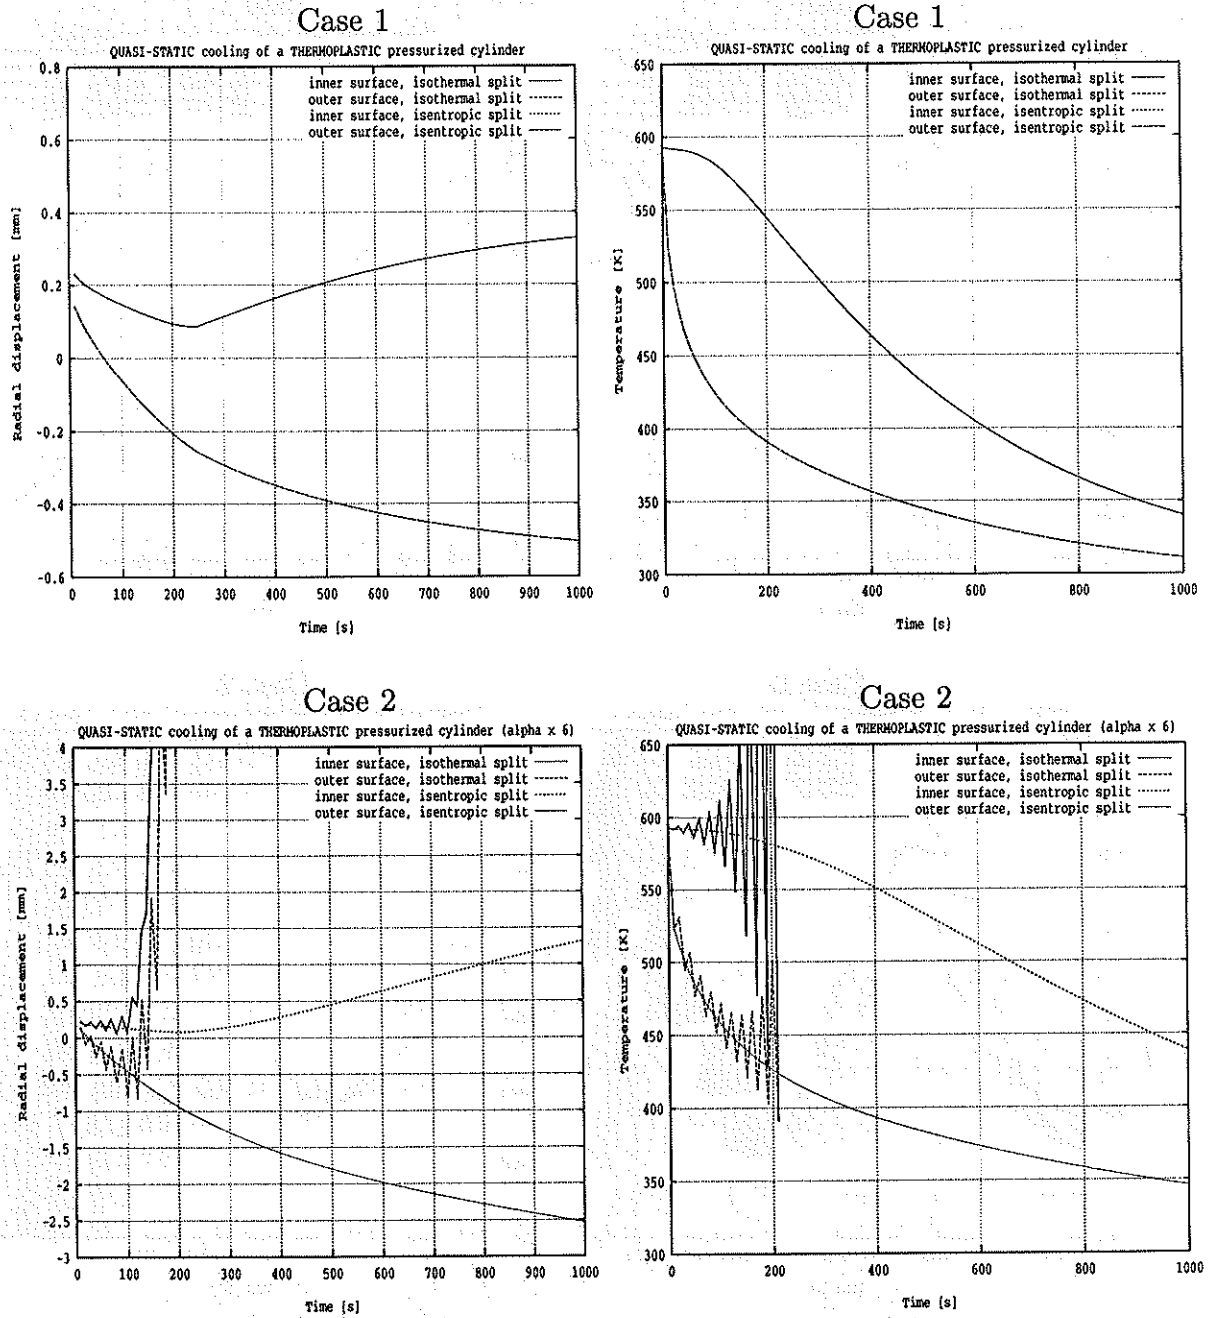 Case 1
QUASI-STATIC cooling of a THERMOPLASTIC pressurized cylinder
inner surface, isothermal split
outer surface, isothermal split
inner surface, isentropic split
outer surface, isentropic split
0.8
0.6
0.4
0.2
0
-0.2
-0.4
-0.6
Radial displacement [mm]
0 100 200 300 400 500 600 700 800 900 1000
Time [s]
Case 1
QUASI-STATIC cooling of a THERMOPLASTIC pressurized cylinder
inner surface, isothermal split
outer surface, isothermal split
inner surface, isentropic split
outer surface, isentropic split
650
600
550
500
450
400
350
300
Temperature [K]
0 200 400 600 800 1000
Time [s]
Case 2
QUASI-STATIC cooling of a THERMOPLASTIC pressurized cylinder (alpha x 6)
inner surface, isothermal split
outer surface, isothermal split
inner surface, isentropic split
outer surface, isentropic split
4
3.5
3
2.5
2
1.5
1
0.5
0
-0.5
-1
-1.5
-2
-2.5
-3
Radial displacement [mm]
0 100 200 300 400 500 600 700 800 900 1000
Time [s]
Case 2
QUASI-STATIC cooling of a THERMOPLASTIC pressurized cylinder (alpha x 6)
inner surface, isothermal split
outer surface, isothermal split
inner surface, isentropic split
outer surface, isentropic split
650
600
550
500
450
400
350
300
Temperature [K]
0 200 400 600 800 1000
Time [s]